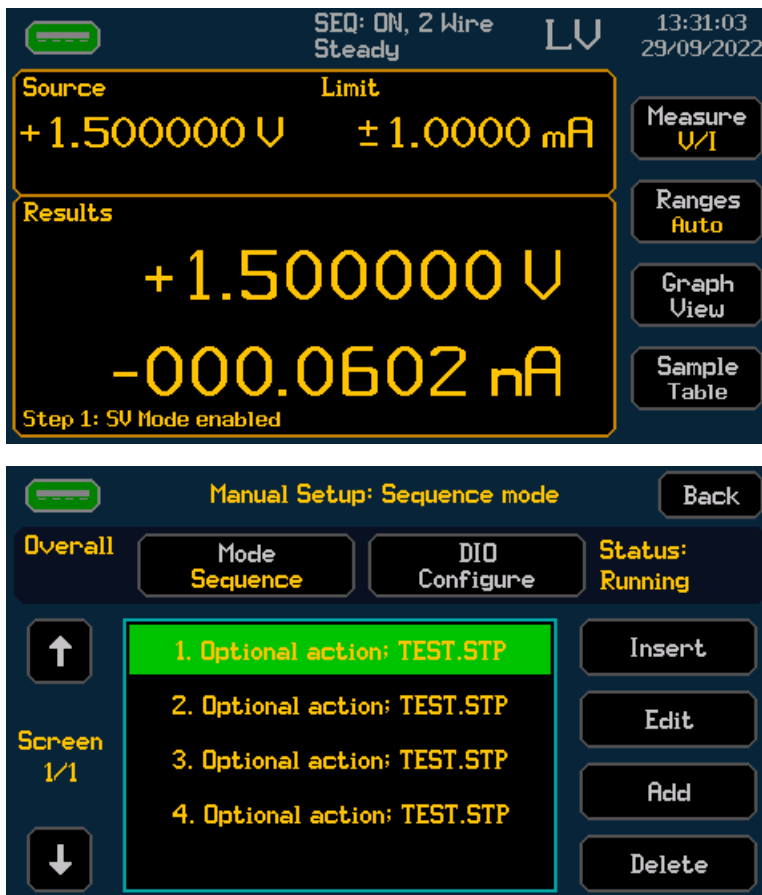 SEQ: ON, 2 Wire
Steady
LV
13:31:03
29/09/2022
Source
Limit
+1.500000 V
±1.0000 mA
Measure
V/I
Ranges
Auto
Graph
View
Sample
Table
Results
+1.500000 V
-000.0602 nA
Step 1: SV Mode enabled
Manual Setup: Sequence mode
Back
Overall
Mode
Sequence
DIO
Configure
Status:
Running
1. Optional action; TEST.STP
2. Optional action; TEST.STP
3. Optional action; TEST.STP
4. Optional action; TEST.STP
Screen
1/1
Insert
Edit
Add
Delete